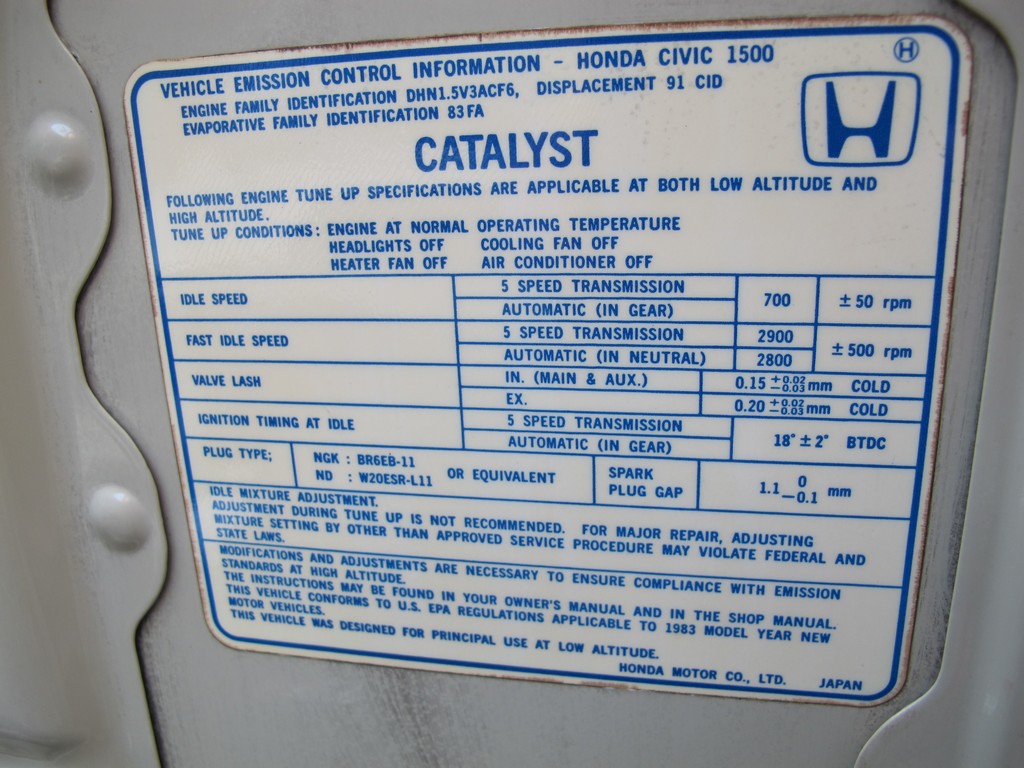 VEHICLE EMISSION CONTROL INFORMATION - HONDA CIVIC 1500
H
ENGINE FAMILY IDENTIFICATION DHN1.5V3ACF6, DISPLACEMENT 91 CID
EVAPORATIVE FAMILY IDENTIFICATION 83FA
CATALYST
FOLLOWING ENGINE TUNE UP SPECIFICATIONS ARE APPLICABLE AT BOTH LOW ALTITUDE AND
HIGH ALTITUDE.
TUNE UP CONDITIONS: ENGINE AT NORMAL OPERATING TEMPERATURE
HEADLIGHTS OFF COOLING FAN OFF
HEATER FAN OFF AIR CONDITIONER OFF
IDLE SPEED 5 SPEED TRANSMISSION 700 ±50 rpm
AUTOMATIC (IN GEAR)
FAST IDLE SPEED 5 SPEED TRANSMISSION 2900 ±500 rpm
AUTOMATIC (IN NEUTRAL) 2800
VALVE LASH IN. (MAIN & AUX.) 0.15 +0.02 -0.03 mm COLD
EX. 0.20 +0.02 -0.03 mm COLD
IGNITION TIMING AT IDLE 5 SPEED TRANSMISSION 18°±2° BTDC
AUTOMATIC (IN GEAR)
PLUG TYPE; NGK : BR6EB-11 OR EQUIVALENT SPARK PLUG GAP 1.1 0 -0.1 mm
ND : W20ESR-L11
IDLE MIXTURE ADJUSTMENT.
ADJUSTMENT DURING TUNE UP IS NOT RECOMMENDED. FOR MAJOR REPAIR, ADJUSTING
MIXTURE SETTING BY OTHER THAN APPROVED SERVICE PROCEDURE MAY VIOLATE FEDERAL AND
STATE LAWS.
MODIFICATIONS AND ADJUSTMENTS ARE NECESSARY TO ENSURE COMPLIANCE WITH EMISSION
STANDARDS AT HIGH ALTITUDE.
THE INSTRUCTIONS MAY BE FOUND IN YOUR OWNER'S MANUAL AND IN THE SHOP MANUAL.
THIS VEHICLE CONFORMS TO U.S. EPA REGULATIONS APPLICABLE TO 1983 MODEL YEAR NEW
MOTOR VEHICLES.
THIS VEHICLE WAS DESIGNED FOR PRINCIPAL USE AT LOW ALTITUDE.
HONDA MOTOR CO., LTD. JAPAN